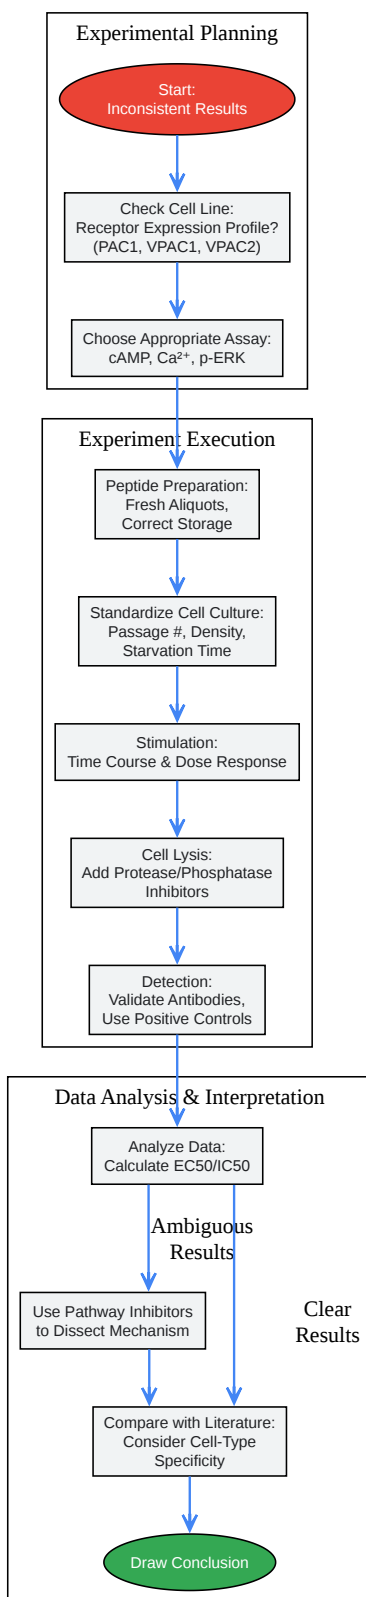 Experimental Planning
Start:
Inconsistent Results
Check Cell Line:
Receptor Expression Profile?
(PAC1, VPAC1, VPAC2)
Choose Appropriate Assay:
cAMP, Ca²⁺, p-ERK
Experiment Execution
Peptide Preparation:
Fresh Aliquots,
Correct Storage
Standardize Cell Culture:
Passage #, Density,
Starvation Time
Stimulation:
Time Course & Dose Response
Cell Lysis:
Add Protease/Phosphatase
Inhibitors
Detection:
Validate Antibodies,
Use Positive Controls
Data Analysis & Interpretation
Analyze Data:
Calculate EC50/IC50
Ambiguous
Results
Use Pathway Inhibitors
to Dissect Mechanism
Clear
Results
Compare with Literature:
Consider Cell-Type
Specificity
Draw Conclusion